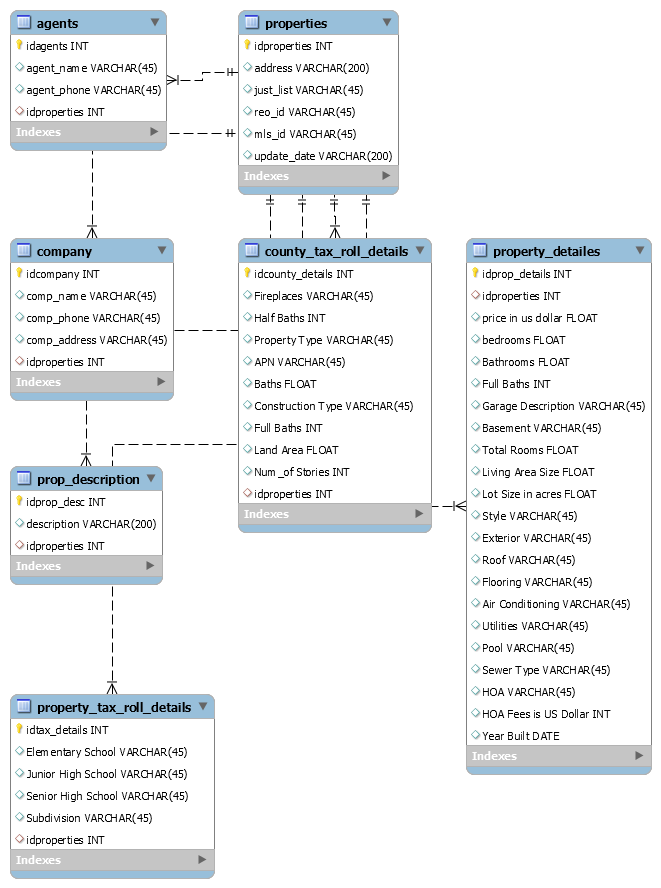 agents
idagents INT
agent_name VARCHAR(45)
agent_phone VARCHAR(45)
idproperties INT
Indexes
properties
idproperties INT
address VARCHAR(200)
just_list VARCHAR(45)
reo_id VARCHAR(45)
mls_id VARCHAR(45)
update_date VARCHAR(200)
Indexes
company
idcompany INT
comp_name VARCHAR(45)
comp_phone VARCHAR(45)
comp_address VARCHAR(45)
idproperties INT
Indexes
county_tax_roll_details
idcounty_details INT
Fireplaces VARCHAR(45)
Half Baths INT
Property Type VARCHAR(45)
APN VARCHAR(45)
Baths FLOAT
Construction Type VARCHAR(45)
Full Baths INT
Land Area FLOAT
Num_of Stories INT
idproperties INT
Indexes
property_detailes
idprop_details INT
idproperties INT
price in us dollar FLOAT
bedrooms FLOAT
Bathrooms FLOAT
Full Baths INT
Garage Description VARCHAR(45)
Basement VARCHAR(45)
Total Rooms FLOAT
Living Area Size FLOAT
Lot Size in acres FLOAT
Style VARCHAR(45)
Exterior VARCHAR(45)
Roof VARCHAR(45)
Flooring VARCHAR(45)
Air Conditioning VARCHAR(45)
Utilities VARCHAR(45)
Pool VARCHAR(45)
Sewer Type VARCHAR(45)
HOA VARCHAR(45)
HOA Fees is US Dollar INT
Year Built DATE
Indexes
prop_description
idprop_desc INT
description VARCHAR(200)
idproperties INT
Indexes
property_tax_roll_details
idtax_details INT
Elementary School VARCHAR(45)
Junior High School VARCHAR(45)
Senior High School VARCHAR(45)
Subdivision VARCHAR(45)
idproperties INT
Indexes